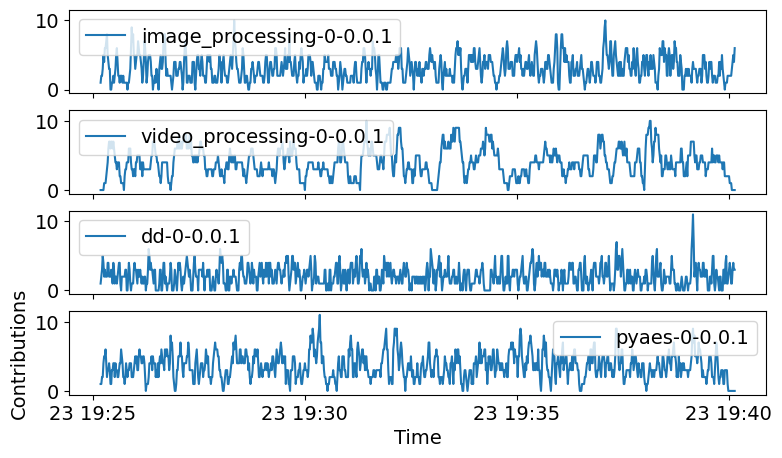 10
image_processing-0-0.0.1
0
10
video_processing-0-0.0.1
0
10
dd-0-0.0.1
0
10
pyaes-0-0.0.1
0
Contributions
23 19:25 23 19:30 23 19:35 23 19:40
Time